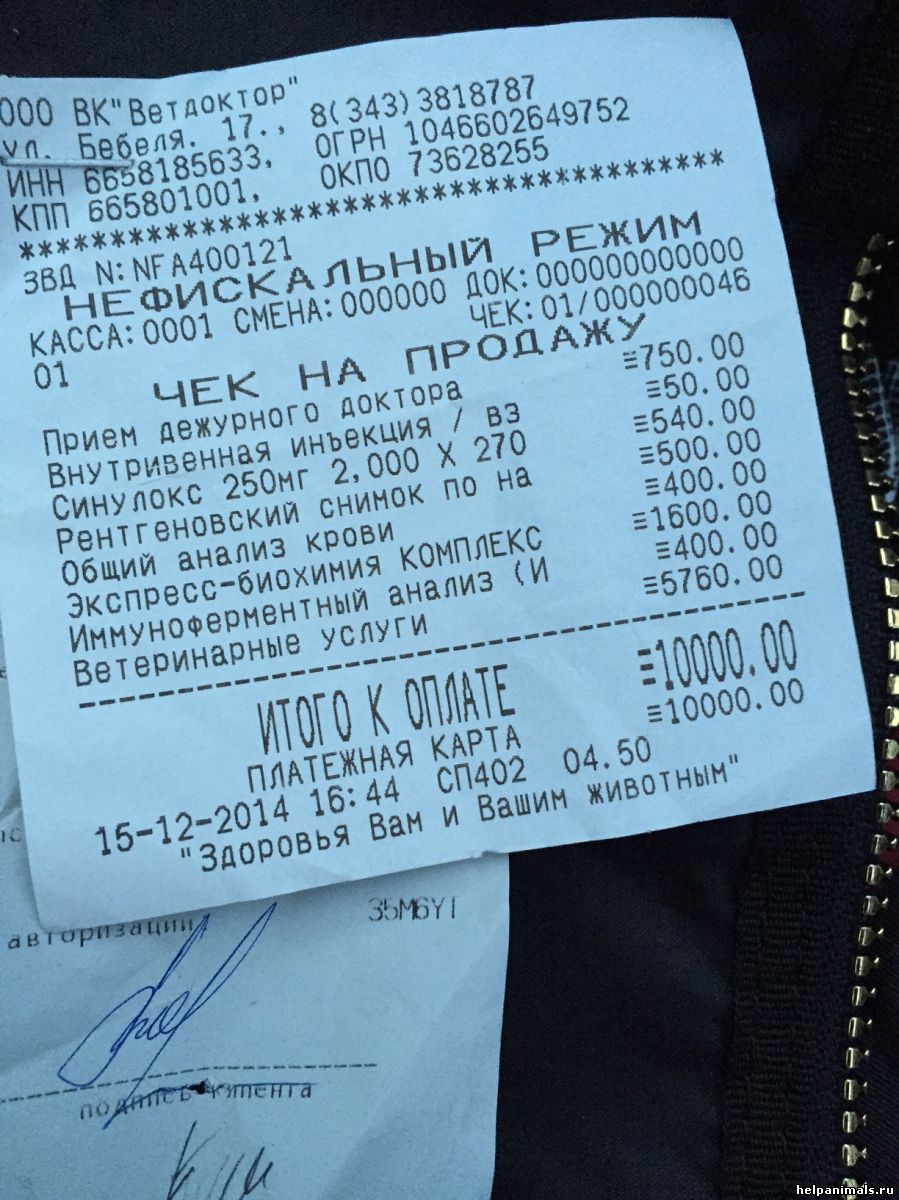 ООО ВК"Ветдоктор"
ул. Бебеля, 17., 8(343)3818787
ИНН 6658185633, ОГРН 1046602649752
КПП 665801001, ОКПО 73628255
****************************************
ЗВД N:NFA400121
НЕФИСКАЛЬНЫЙ РЕЖИМ
КАССА:0001 СМЕНА:000000 ДОК:000000000000
01 ЧЕК:01/000000046
ЧЕК НА ПРОДАЖУ
Прием дежурного доктора ≡750.00
Внутривенная инъекция / вз ≡50.00
Синулокс 250мг 2,000 X 270 ≡540.00
Рентгеновский снимок по на ≡500.00
Общий анализ крови ≡400.00
Экспресс-биохимия КОМПЛЕКС ≡1600.00
Иммуноферментный анализ (И ≡400.00
Ветеринарные услуги ≡5760.00
ИТОГО К ОПЛАТЕ ≡10000.00
ПЛАТЕЖНАЯ КАРТА ≡10000.00
15-12-2014 16:44 СП402 04.50
"Здоровья Вам и Вашим животным"
авторизации 35M6Y1
подпись клиента
helpanimals.ru